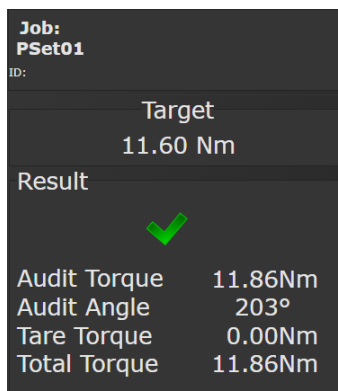 Job:
PSet01
ID:
Target
11.60 Nm
Result
Audit Torque 11.86Nm
Audit Angle 203°
Tare Torque 0.00Nm
Total Torque 11.86Nm